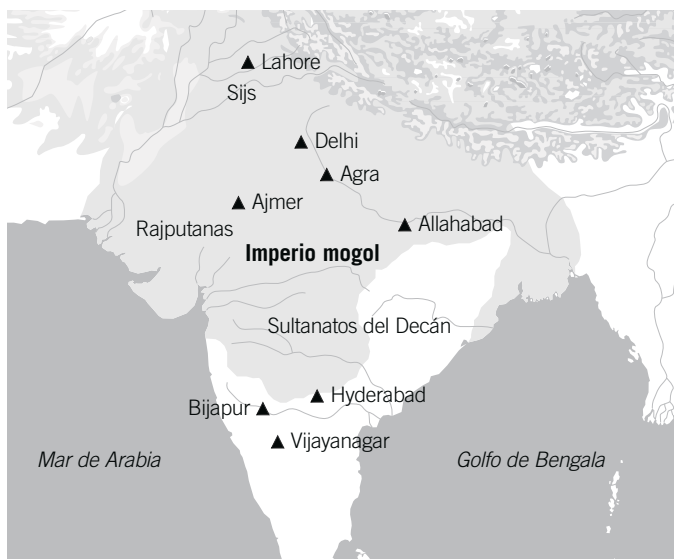 Lahore
Sijs
Delhi
Agra
Ajmer
Allahabad
Rajputanas
Imperio mogol
Sultanatos del Decán
Hyderabad
Bijapur
Vijayanagar
Mar de Arabia
Golfo de Bengala